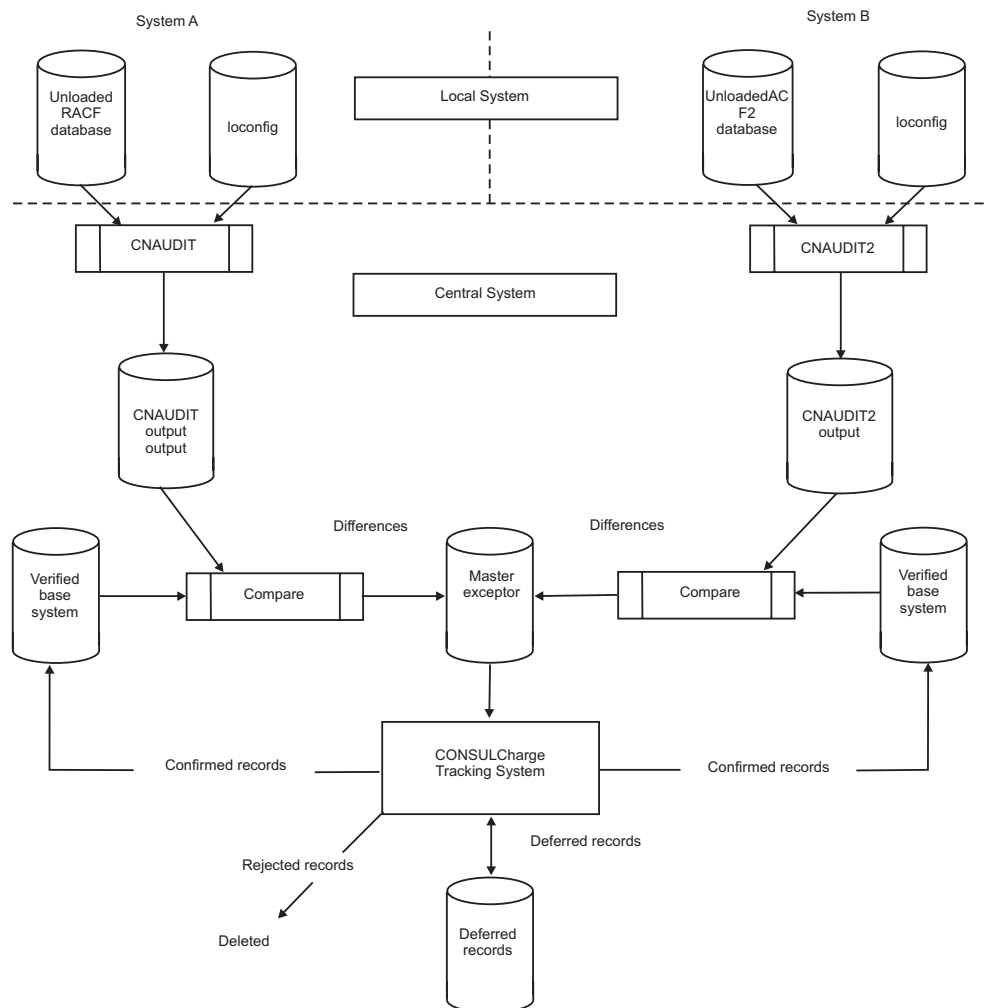 System A
System B
Unloaded
RACF
database
loconfig
Local System
UnloadedAC
F2
database
loconfig
CNAUDIT
CNAUDIT2
Central System
CNAUDIT
output
output
CNAUDIT2
output
Differences
Differences
Verified
base
system
Compare
Master
exceptor
Compare
Verified
base
system
Confirmed records
CONSULCharge
Tracking System
Confirmed records
Rejected records
Deferred records
Deleted
Deferred
records